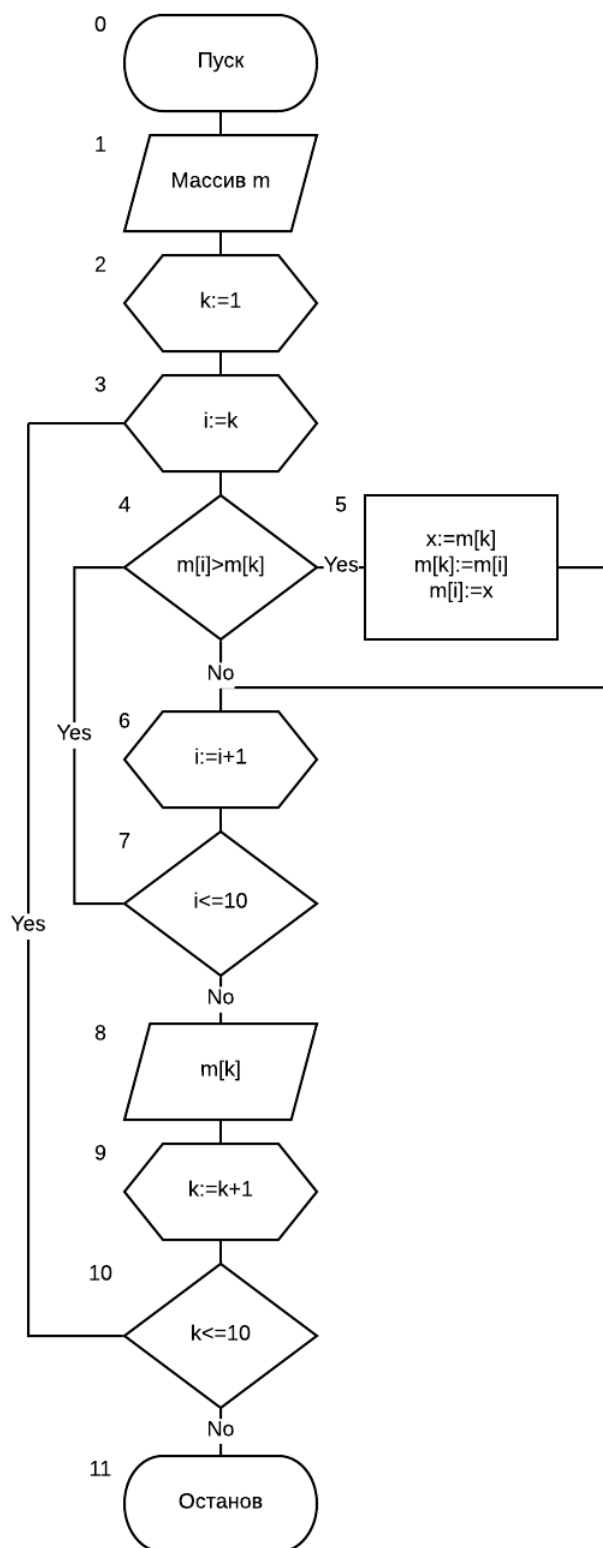 0
Пуск
1
Массив m
2
k:=1
3
i:=k
4
m[i]>m[k]
Yes
5
x:=m[k]
m[k]:=m[i]
m[i]:=x
No
6
i:=i+1
Yes
7
i<=10
Yes
No
8
m[k]
9
k:=k+1
10
k<=10
No
11
Останов